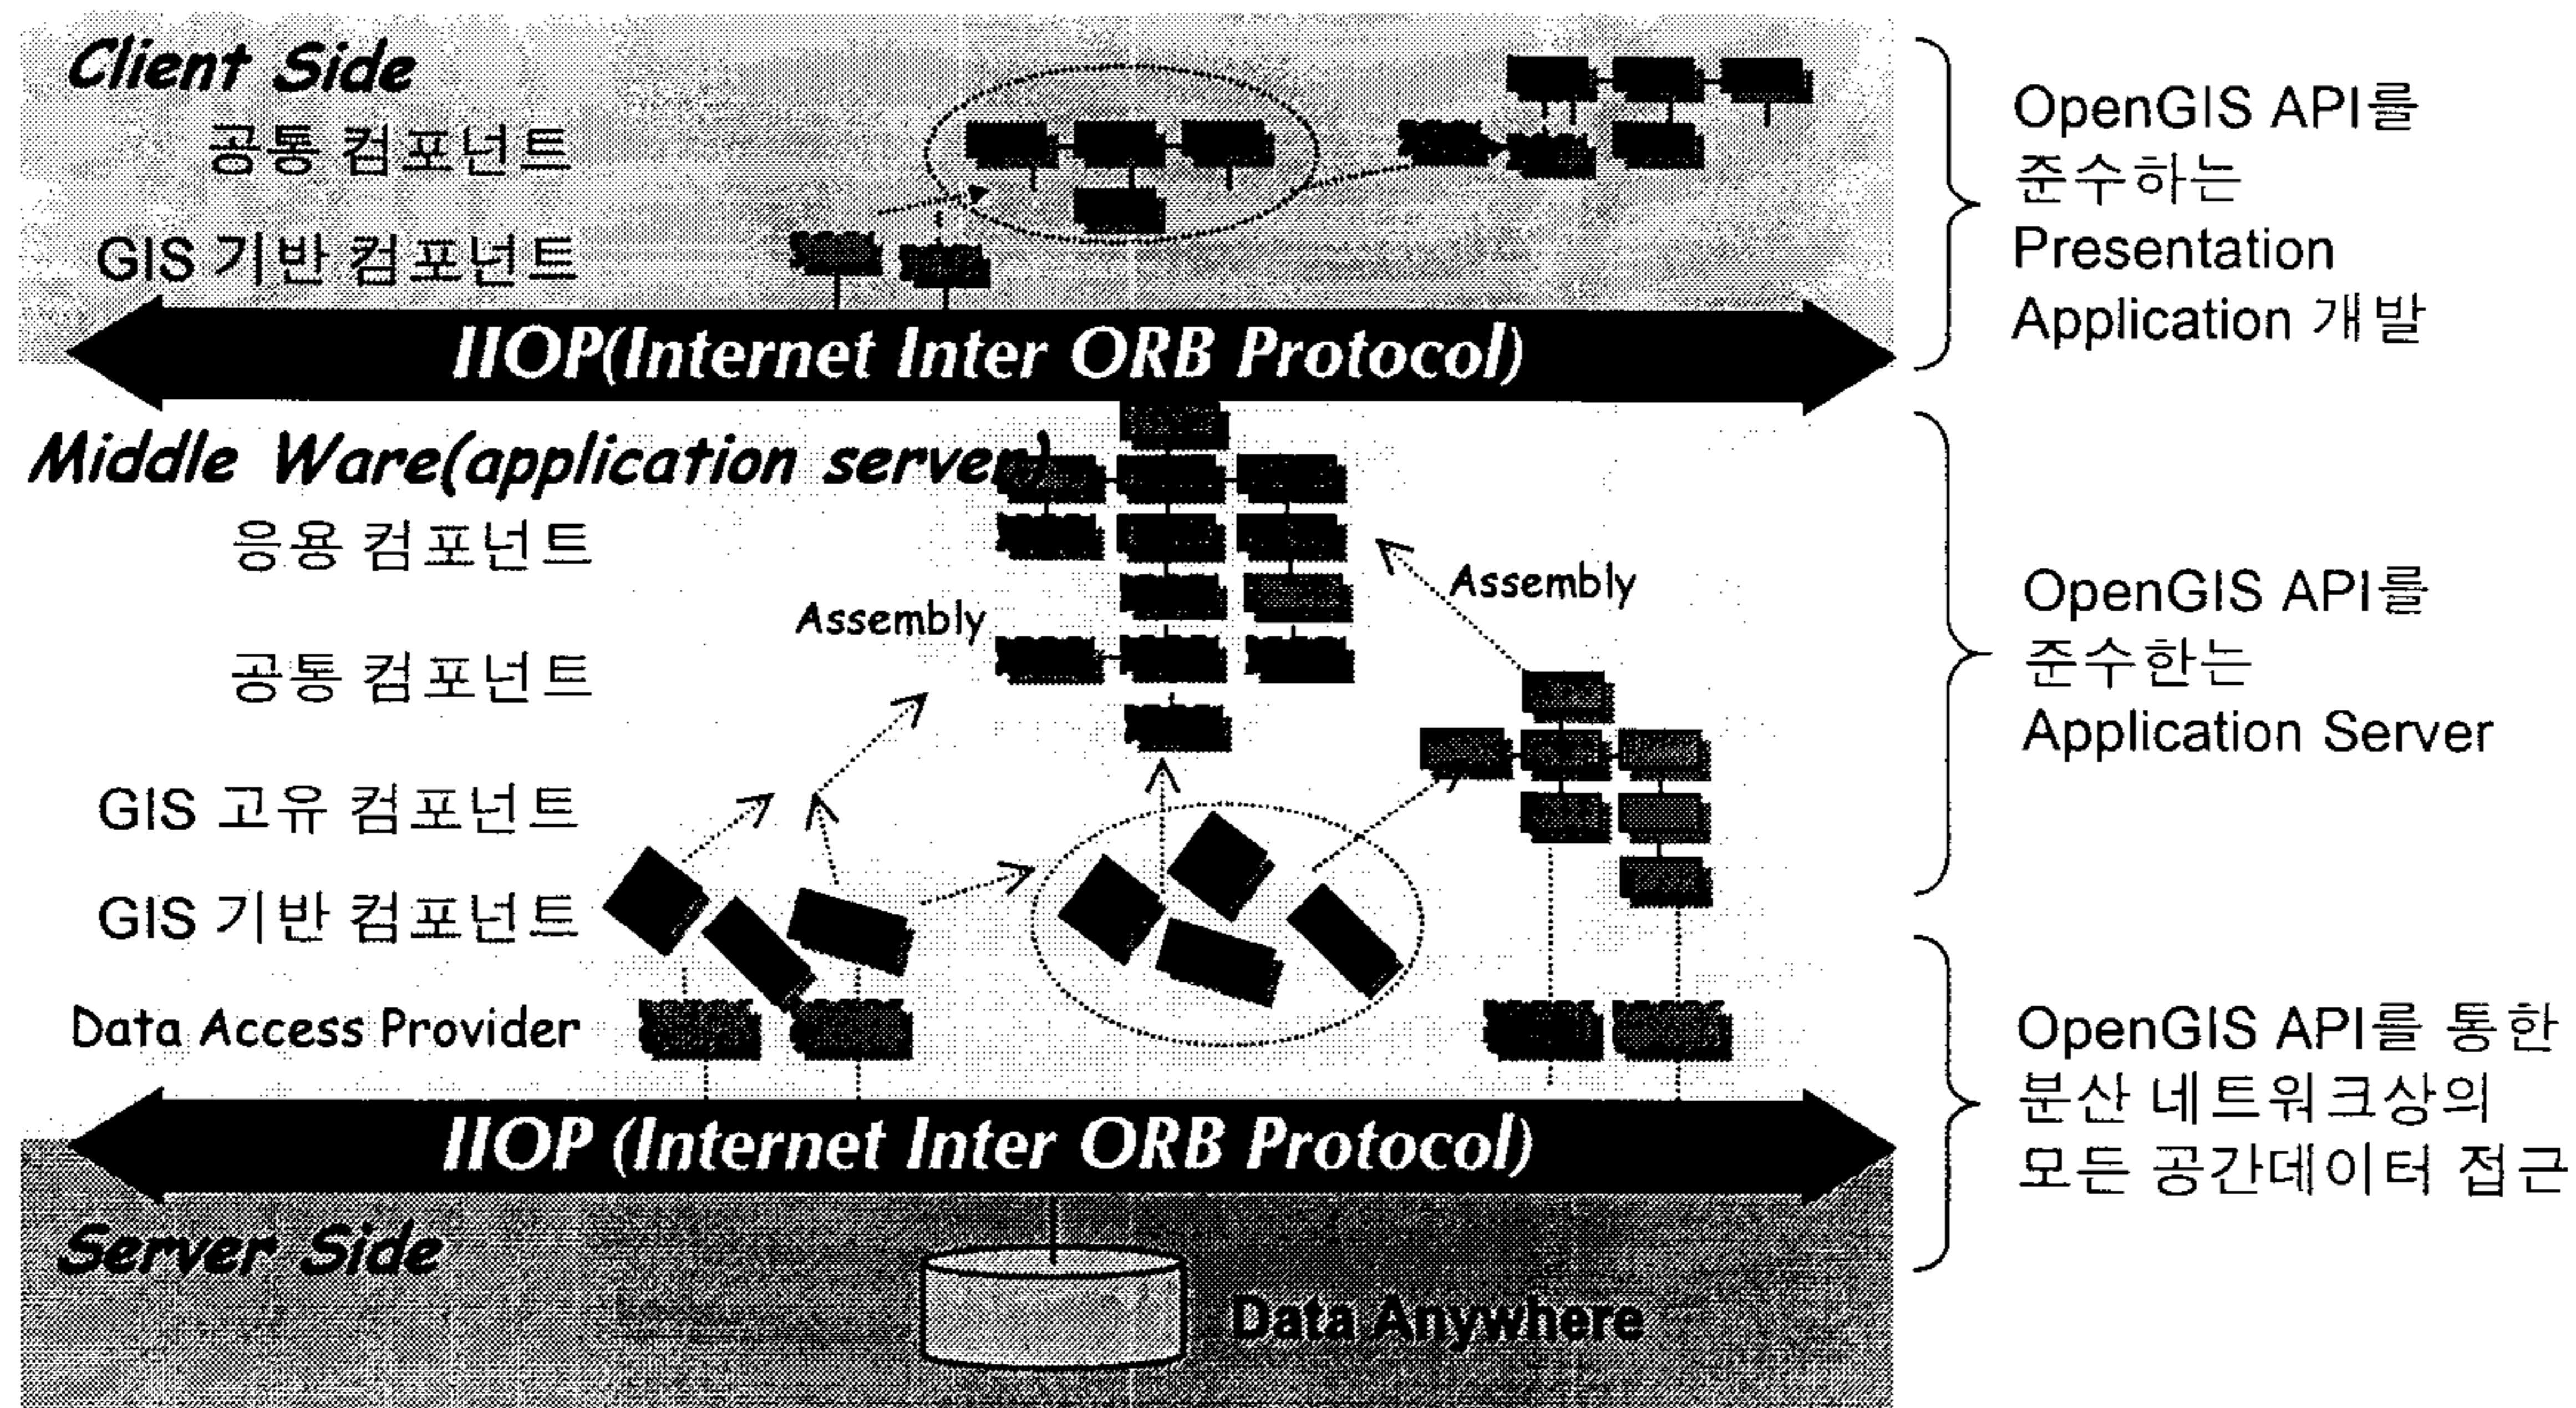 Client Side
공통 컴포넌트
GIS 기반 컴포넌트
IIOP(Internet Inter ORB Protocol)
OpenGIS API를
준수하는
Presentation
Application 개발
Middle Ware(application server)
응용 컴포넌트
Assembly
Assembly
공통 컴포넌트
GIS 고유 컴포넌트
GIS 기반 컴포넌트
Data Access Provider
OpenGIS API를
준수한는
Application Server
IIOP (Internet Inter ORB Protocol)
Server Side
Data Anywhere
OpenGIS API를 통한
분산 네트워크상의
모든 공간데이터 접근